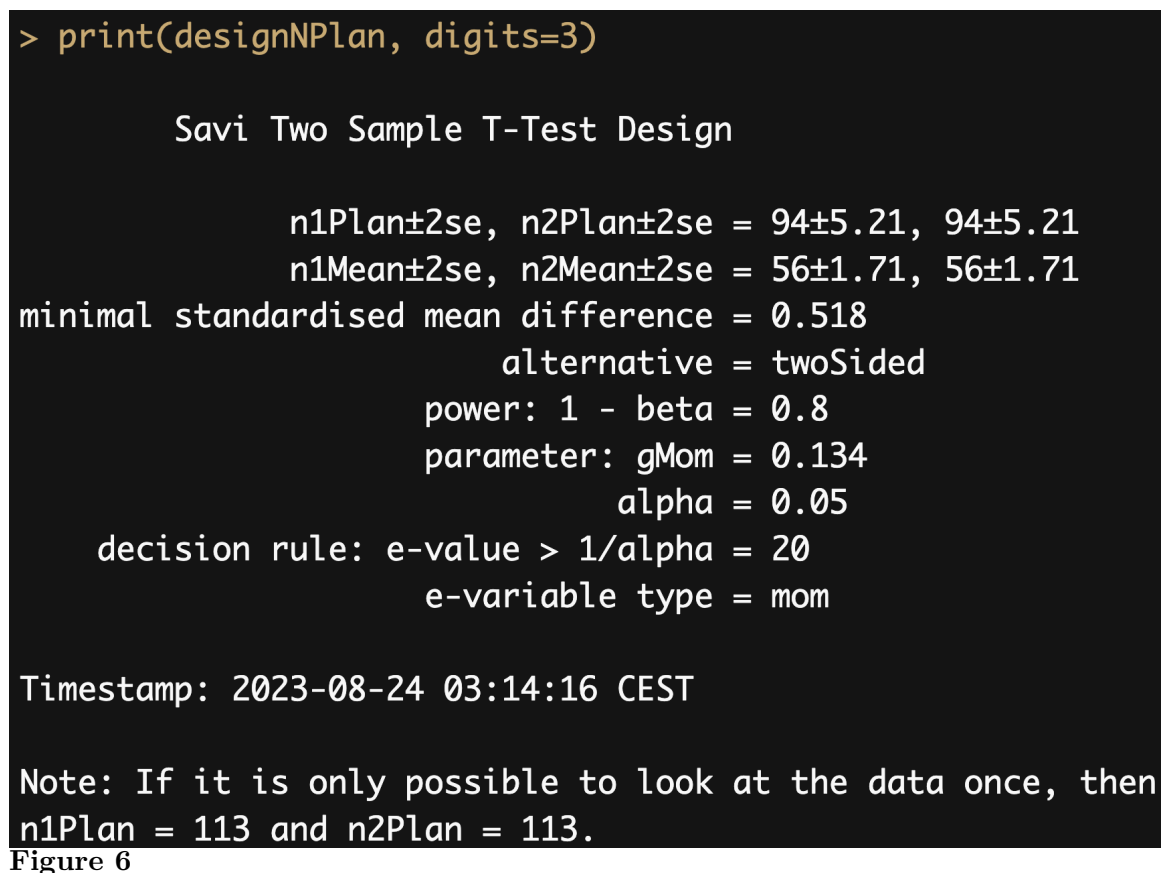 > print(designNPlan, digits=3)
Savi Two Sample T-Test Design
n1Plan±2se, n2Plan±2se = 94±5.21, 94±5.21
n1Mean±2se, n2Mean±2se = 56±1.71, 56±1.71
minimal standardised mean difference = 0.518
alternative = twoSided
power: 1 - beta = 0.8
parameter: gMom = 0.134
alpha = 0.05
decision rule: e-value > 1/alpha = 20
e-variable type = mom
Timestamp: 2023-08-24 03:14:16 CEST
Note: If it is only possible to look at the data once, then
n1Plan = 113 and n2Plan = 113.
Figure 6